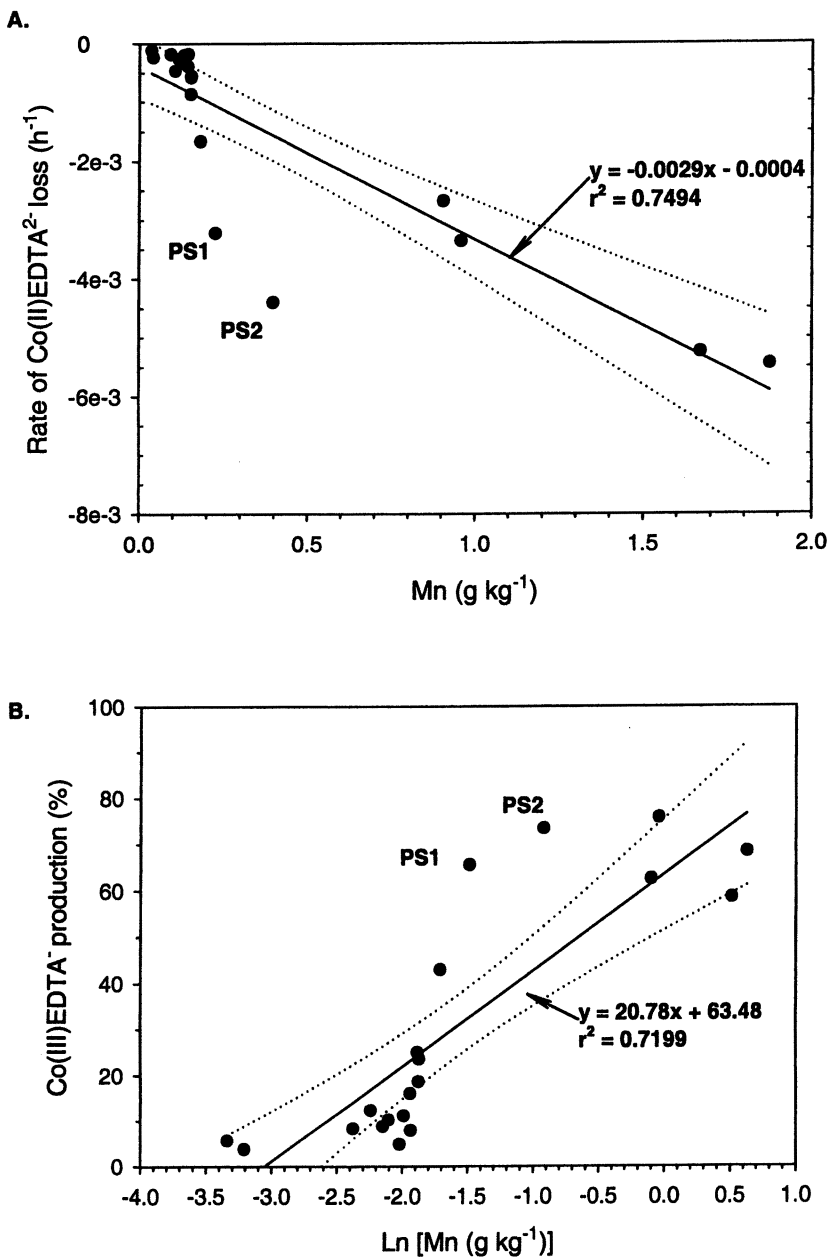 A.
0
-2e-3
-4e-3
-6e-3
-8e-3
Rate of Co(II)EDTA²⁻ loss (h⁻¹)
y = -0.0029x - 0.0004
r² = 0.7494
PS1
PS2
0.0 0.5 1.0 1.5 2.0
Mn (g kg⁻¹)
B.
100
80
60
40
20
0
Co(III)EDTA⁻ production (%)
PS2
PS1
y = 20.78x + 63.48
r² = 0.7199
-4.0 -3.5 -3.0 -2.5 -2.0 -1.5 -1.0 -0.5 0.0 0.5 1.0
Ln [Mn (g kg⁻¹)]